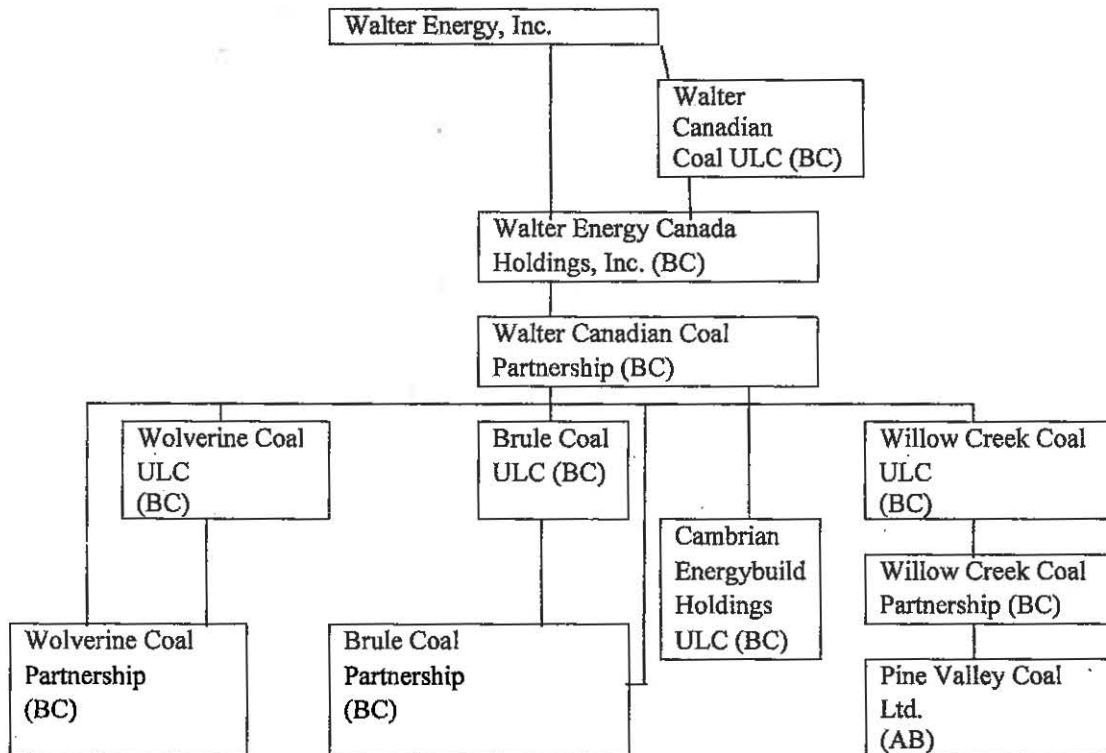 Walter Energy, Inc.
Walter
Canadian
Coal ULC (BC)
Walter Energy Canada
Holdings, Inc. (BC)
Walter Canadian Coal
Partnership (BC)
Wolverine Coal
ULC
(BC)
Brule Coal
ULC (BC)
Willow Creek Coal
ULC
(BC)
Cambrian
Energybuild
Holdings
ULC (BC)
Willow Creek Coal
Partnership (BC)
Wolverine Coal
Partnership
(BC)
Brule Coal
Partnership
(BC)
Pine Valley Coal
Ltd.
(AB)